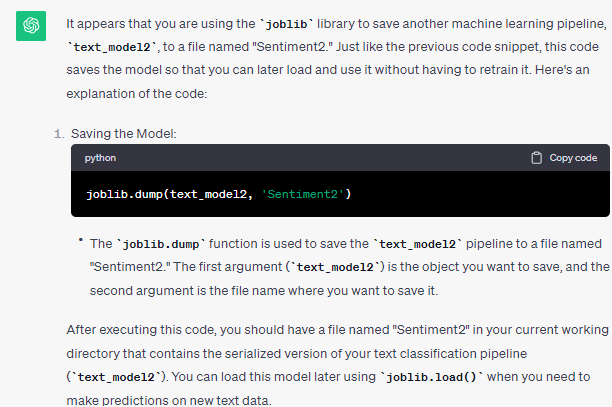 It appears that you are using the `joblib` library to save another machine learning pipeline,
`text_model2`, to a file named "Sentiment2." Just like the previous code snippet, this code
saves the model so that you can later load and use it without having to retrain it. Here's an
explanation of the code:
1. Saving the Model:
python Copy code
joblib.dump(text_model2, 'Sentiment2')
• The `joblib.dump` function is used to save the `text_model2` pipeline to a file named
"Sentiment2." The first argument (`text_model2`) is the object you want to save, and the
second argument is the file name where you want to save it.
After executing this code, you should have a file named "Sentiment2" in your current working
directory that contains the serialized version of your text classification pipeline
(`text_model2`). You can load this model later using `joblib.load()` when you need to
make predictions on new text data.